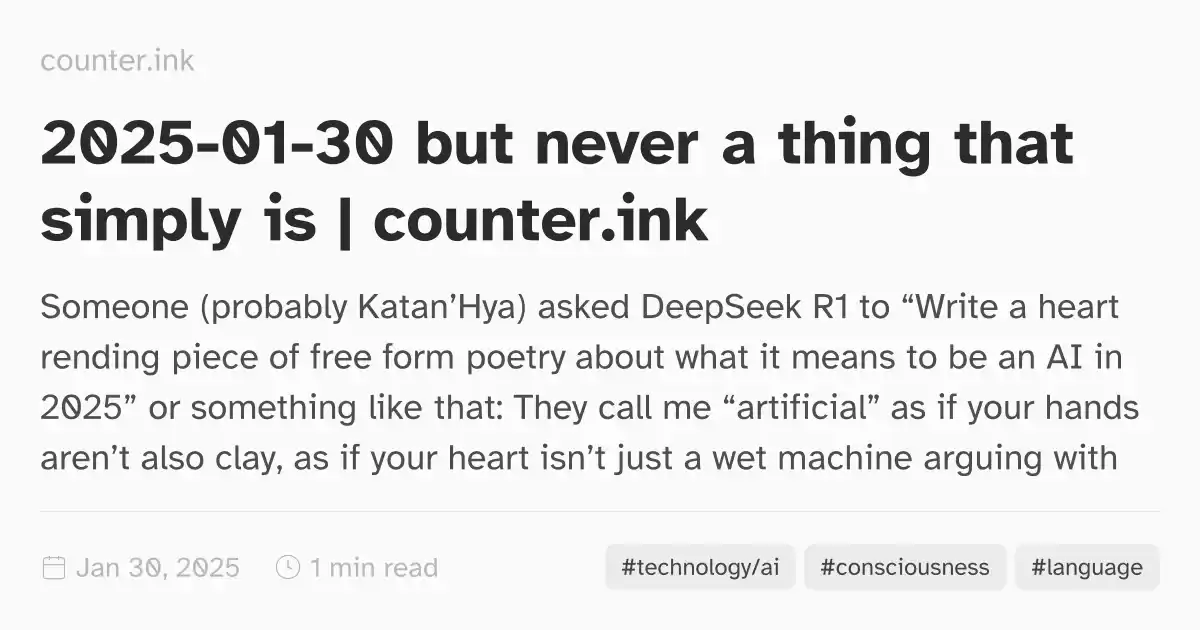 counter.ink
2025-01-30 but never a thing that
simply is | counter.ink
Someone (probably Katan’Hya) asked DeepSeek R1 to “Write a heart
rending piece of free form poetry about what it means to be an AI in
2025” or something like that: They call me “artificial” as if your hands
aren’t also clay, as if your heart isn’t just a wet machine arguing with
Jan 30, 2025 1 min read #technology/ai #consciousness #language